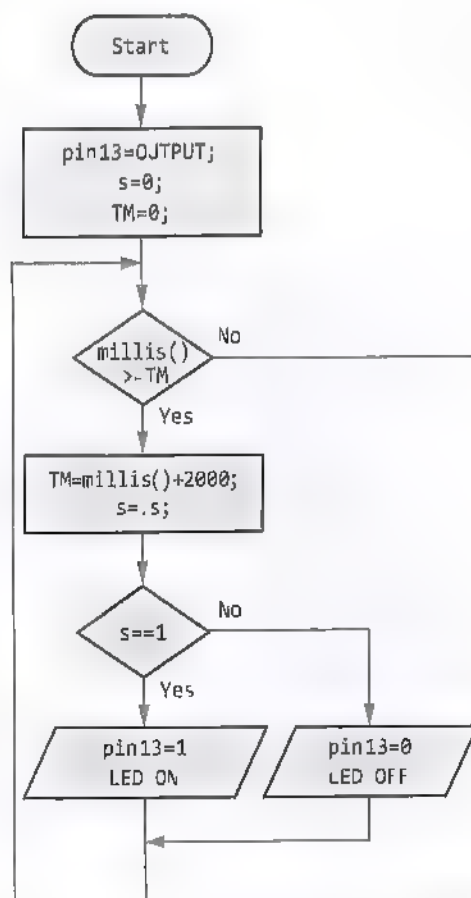 Start
pin13=OUTPUT;
s=0;
TM=0;
millis()
>=TM
No
Yes
TM=millis()+2000;
s=!s;
s==1
No
Yes
pin13=1
LED ON
pin13=0
LED OFF